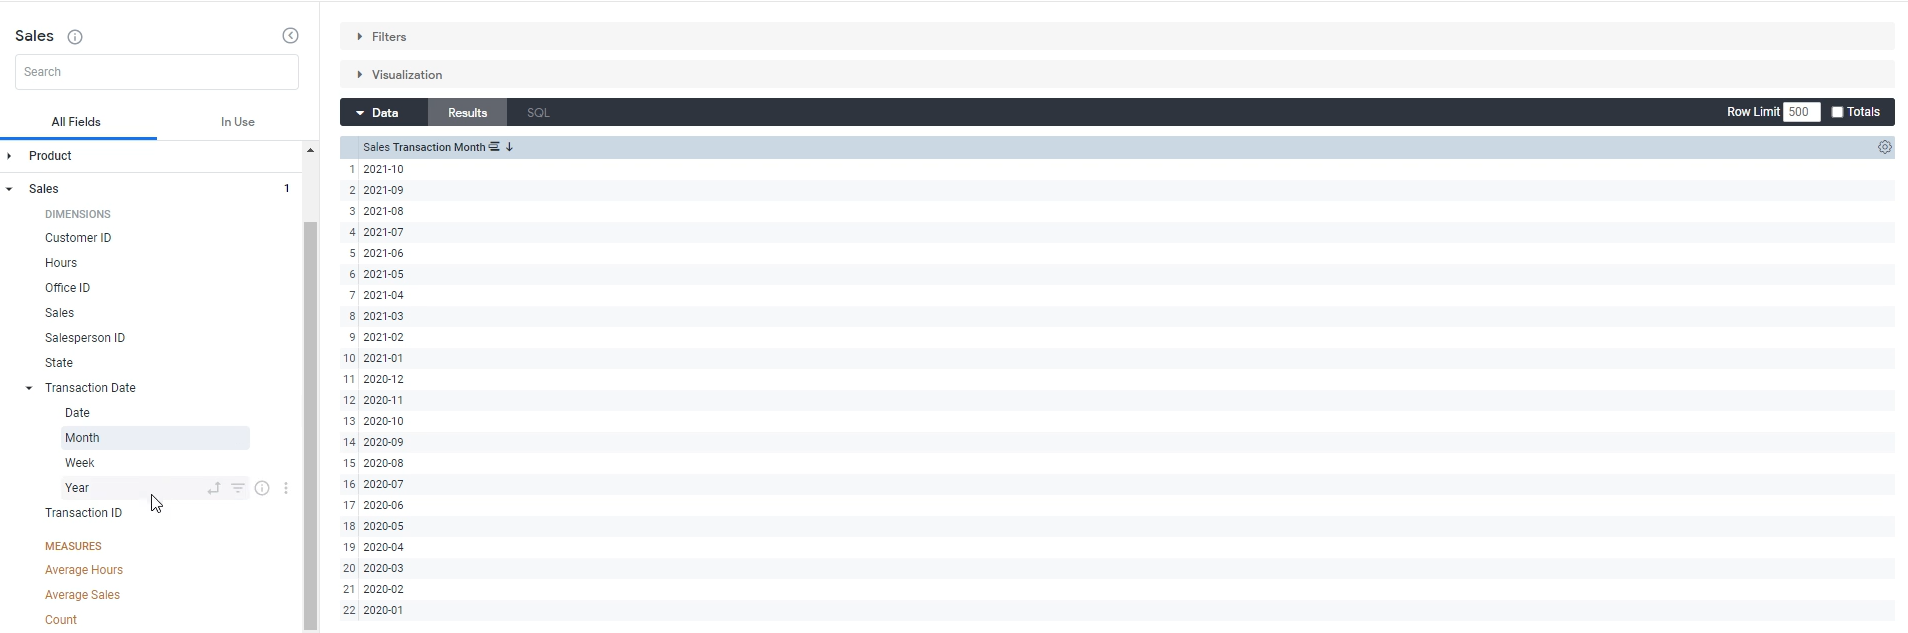 Sales
Search
All Fields
In Use
Product
Sales 1
DIMENSIONS
Customer ID
Hours
Office ID
Sales
Salesperson ID
State
Transaction Date
Date
Month
Week
Year
Transaction ID
MEASURES
Average Hours
Average Sales
Count
Filters
Visualization
Data Results SQL Row Limit 500 Totals
Sales Transaction Month
1 2021-10
2 2021-09
3 2021-08
4 2021-07
5 2021-06
6 2021-05
7 2021-04
8 2021-03
9 2021-02
10 2021-01
11 2020-12
12 2020-11
13 2020-10
14 2020-09
15 2020-08
16 2020-07
17 2020-06
18 2020-05
19 2020-04
20 2020-03
21 2020-02
22 2020-01